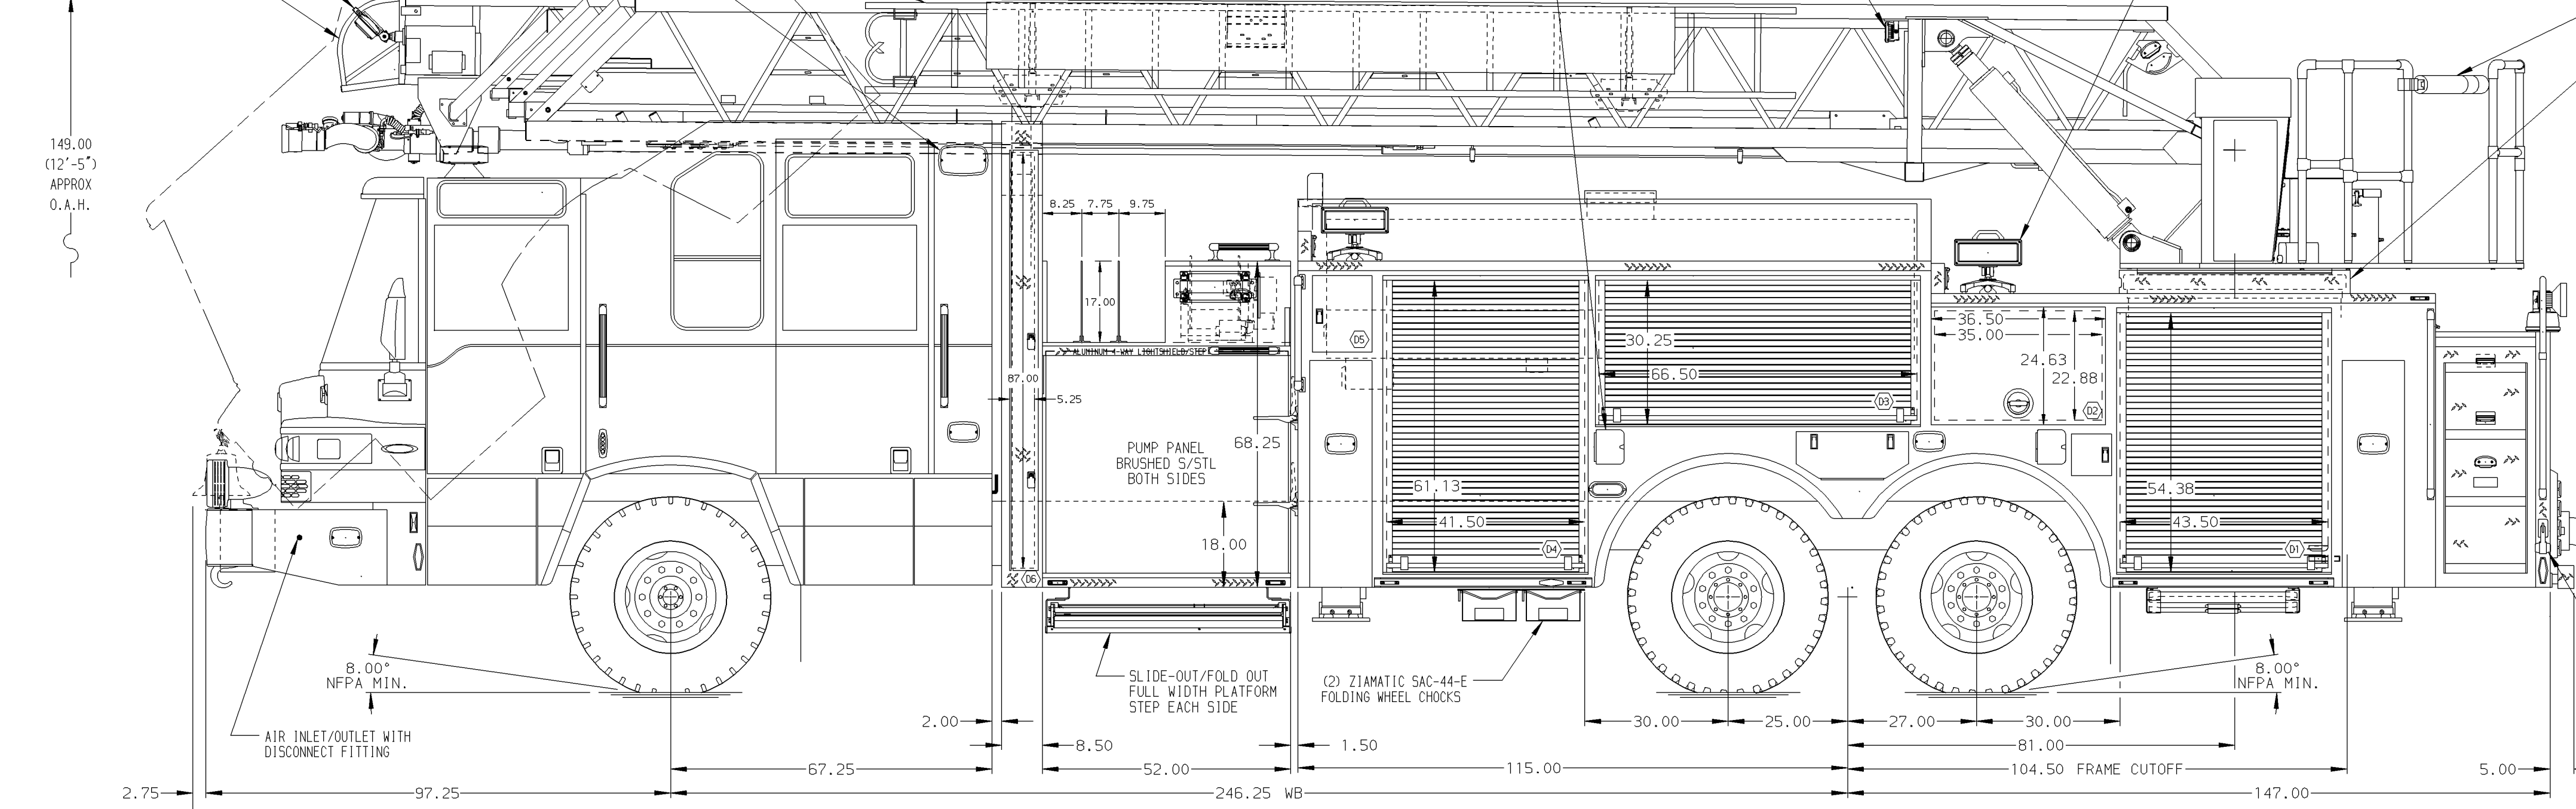 149.00
(12'-5")
APPROX
O.A.H.
8.25
7.75
9.75
17.00
ALUMINUM 4-WAY LIGHTSHIELD/STEP
87.00
5.25
68.25
PUMP PANEL
BRUSHED S/STL
BOTH SIDES
18.00
D6
D5
61.13
41.50
D4
30.25
66.50
D3
36.50
35.00
24.63
22.88
D2
54.38
43.50
D1
8.00°
NFPA MIN.
AIR INLET/OUTLET WITH
DISCONNECT FITTING
SLIDE-OUT/FOLD OUT
FULL WIDTH PLATFORM
STEP EACH SIDE
(2) ZIAMATIC SAC-44-E
FOLDING WHEEL CHOCKS
8.00°
NFPA MIN.
2.00
30.00
25.00
27.00
30.00
8.50
1.50
81.00
67.25
52.00
115.00
104.50 FRAME CUTOFF
5.00
2.75
97.25
246.25 WB
147.00